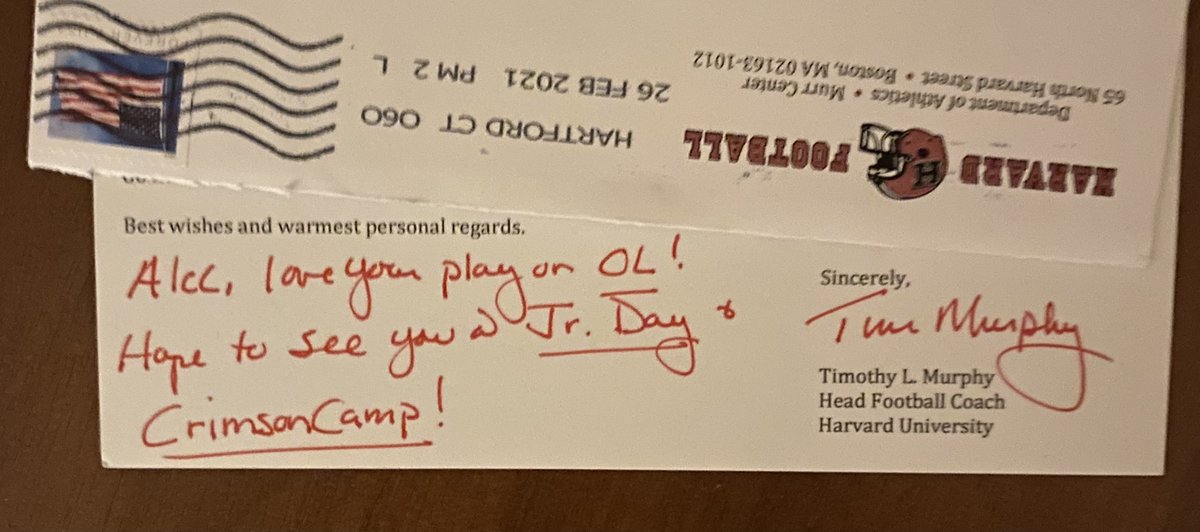 HARVARD FOOTBALL
H
Department of Athletics • Murr Center
65 North Harvard Street • Boston, MA 02163-1012
HARTFORD CT 060
26 FEB 2021 PM 2 L
Best wishes and warmest personal regards.
Alec, love your play on OL!
Hope to see you @ Jr. Day &
Crimson Camp!
Sincerely,
Tim Murphy
Timothy L. Murphy
Head Football Coach
Harvard University